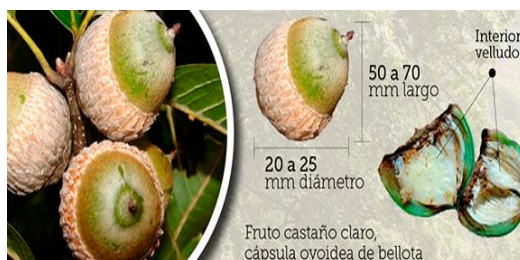 Interior
velludo
50 a 70
mm largo
20 a 25
mm diámetro
Fruto castaño claro,
cápsula ovoidea de bellota